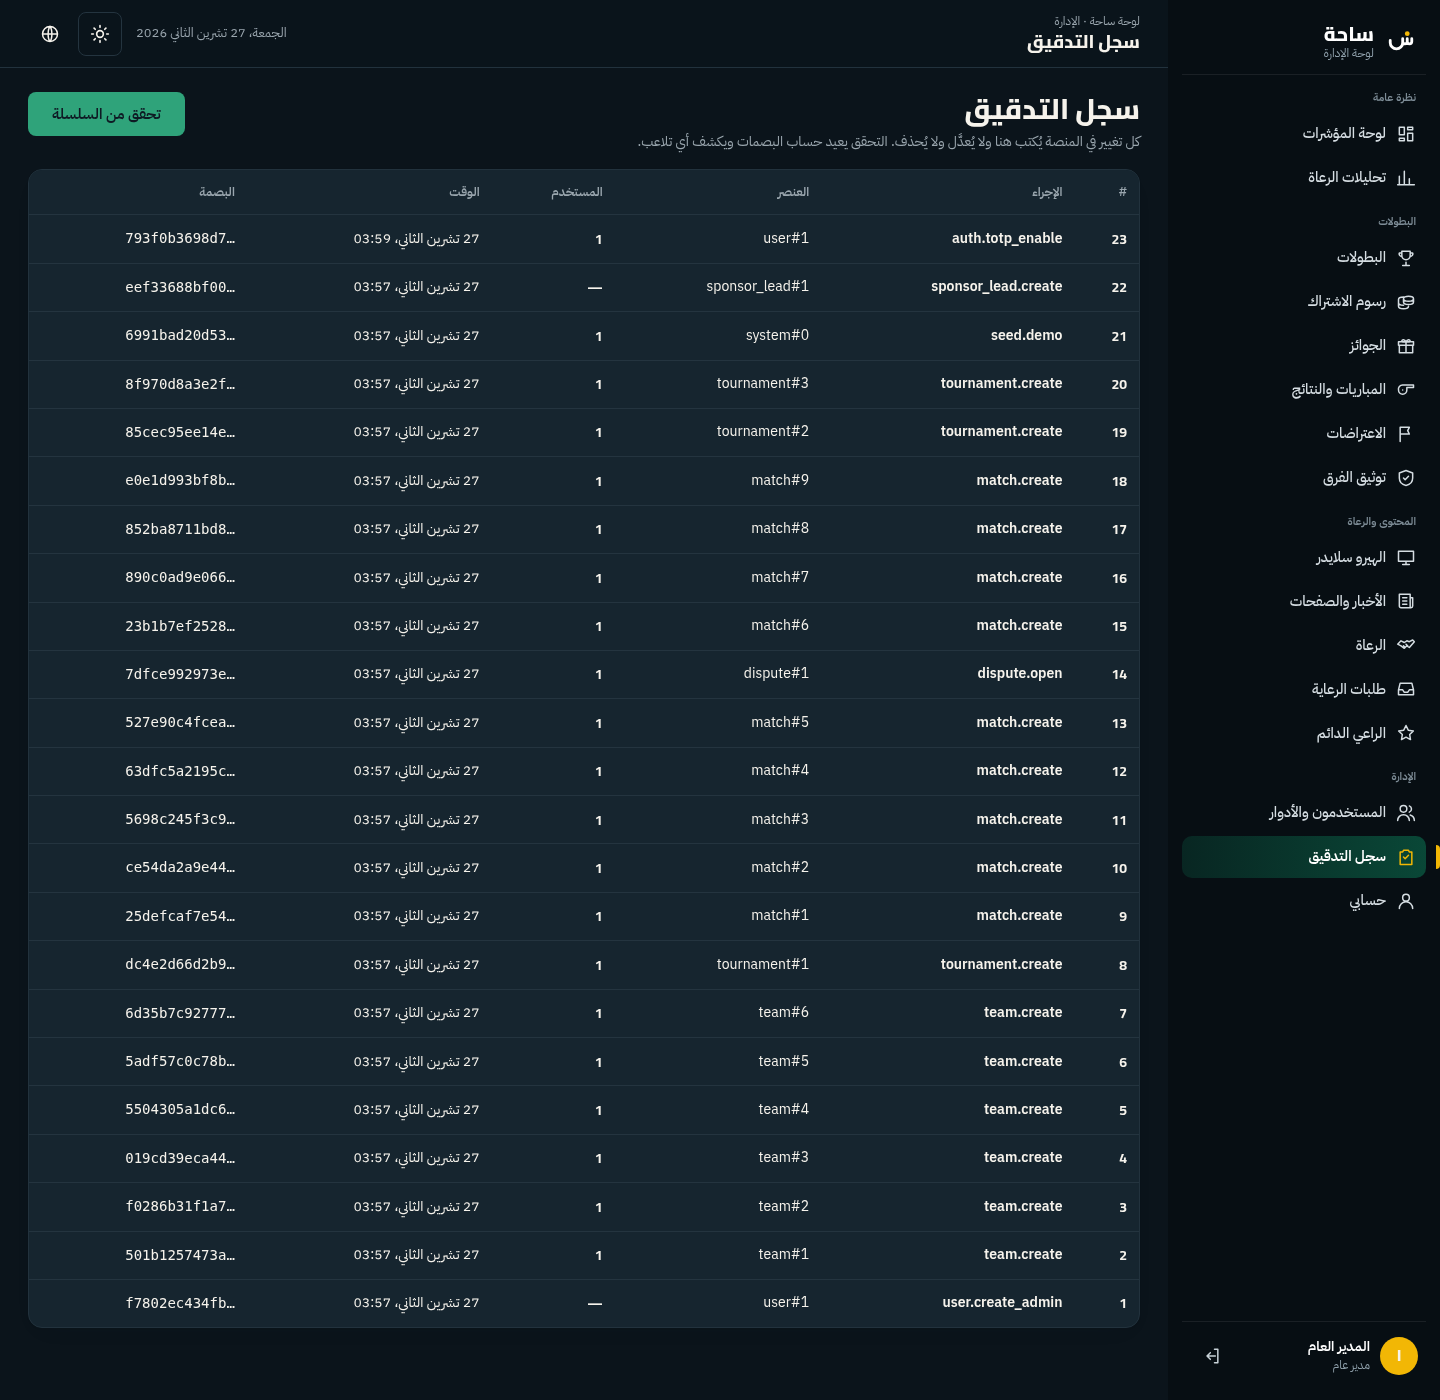 ساحة
لوحة الإدارة
نظرة عامة
لوحة المؤشرات
تحليلات الرعاة
البطولات
البطولات
رسوم الاشتراك
الجوائز
المباريات والنتائج
الاعتراضات
توثيق الفرق
المحتوى والرعاة
الهيرو سلايدر
الأخبار والصفحات
الرعاة
طلبات الرعاية
الراعي الدائم
الإدارة
المستخدمون والأدوار
سجل التدقيق
حسابي
ا
المدير العام
مدير عام
لوحة ساحة · الإدارة
سجل التدقيق
الجمعة، 27 تشرين الثاني 2026
سجل التدقيق
كل تغيير في المنصة يُكتب هنا ولا يُعدَّل ولا يُحذف. التحقق يعيد حساب البصمات ويكشف أي تلاعب.
تحقق من السلسلة
# الإجراء العنصر المستخدم الوقت البصمة
23 auth.totp_enable user#1 1 27 تشرين الثاني، 03:59 793f0b3698d7…
22 sponsor_lead.create sponsor_lead#1 — 27 تشرين الثاني، 03:57 eef33688bf00…
21 seed.demo system#0 1 27 تشرين الثاني، 03:57 6991bad20d53…
20 tournament.create tournament#3 1 27 تشرين الثاني، 03:57 8f970d8a3e2f…
19 tournament.create tournament#2 1 27 تشرين الثاني، 03:57 85cec95ee14e…
18 match.create match#9 1 27 تشرين الثاني، 03:57 e0e1d993bf8b…
17 match.create match#8 1 27 تشرين الثاني، 03:57 852ba8711bd8…
16 match.create match#7 1 27 تشرين الثاني، 03:57 890c0ad9e066…
15 match.create match#6 1 27 تشرين الثاني، 03:57 23b1b7ef2528…
14 dispute.open dispute#1 1 27 تشرين الثاني، 03:57 7dfce992973e…
13 match.create match#5 1 27 تشرين الثاني، 03:57 527e90c4fcea…
12 match.create match#4 1 27 تشرين الثاني، 03:57 63dfc5a2195c…
11 match.create match#3 1 27 تشرين الثاني، 03:57 5698c245f3c9…
10 match.create match#2 1 27 تشرين الثاني، 03:57 ce54da2a9e44…
9 match.create match#1 1 27 تشرين الثاني، 03:57 25defcaf7e54…
8 tournament.create tournament#1 1 27 تشرين الثاني، 03:57 dc4e2d66d2b9…
7 team.create team#6 1 27 تشرين الثاني، 03:57 6d35b7c92777…
6 team.create team#5 1 27 تشرين الثاني، 03:57 5adf57c0c78b…
5 team.create team#4 1 27 تشرين الثاني، 03:57 5504305a1dc6…
4 team.create team#3 1 27 تشرين الثاني، 03:57 019cd39eca44…
3 team.create team#2 1 27 تشرين الثاني، 03:57 f0286b31f1a7…
2 team.create team#1 1 27 تشرين الثاني، 03:57 501b1257473a…
1 user.create_admin user#1 — 27 تشرين الثاني، 03:57 f7802ec434fb…